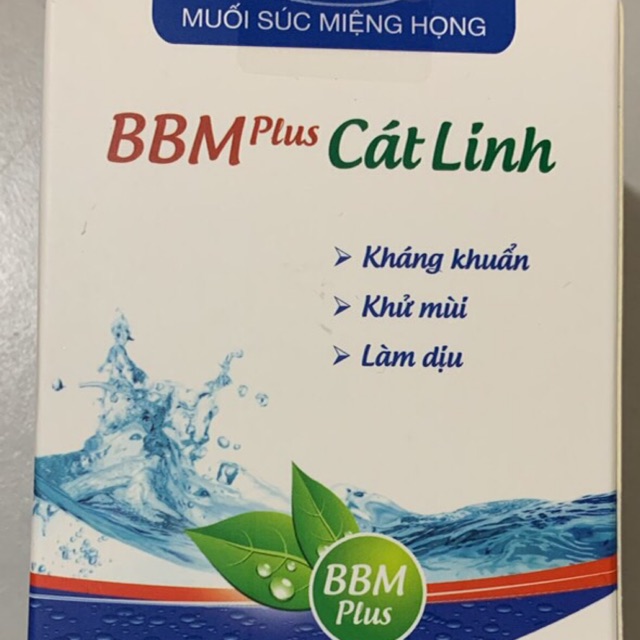 MUỐI SÚC MIỆNG HỌNG
BBM Plus Cát Linh
➢ Kháng khuẩn
➢ Khử mùi
➢ Làm dịu
BBM
Plus